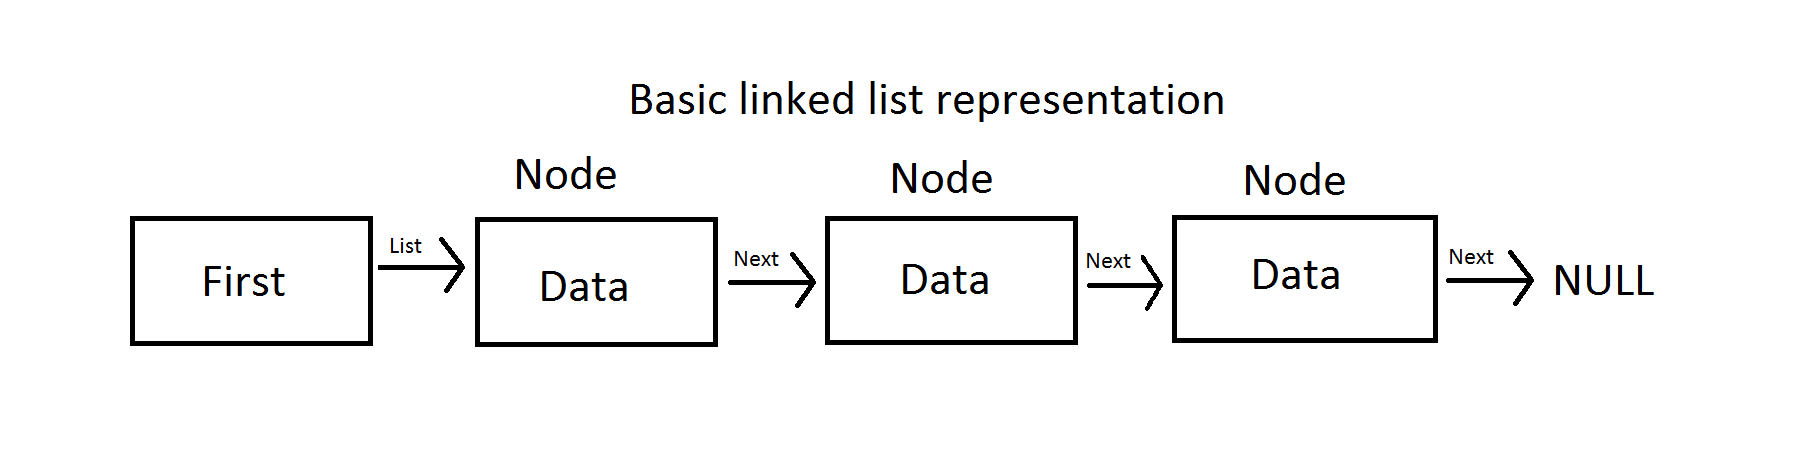 Basic linked list representation
Node Node Node
First List Data Next Data Next Data Next NULL